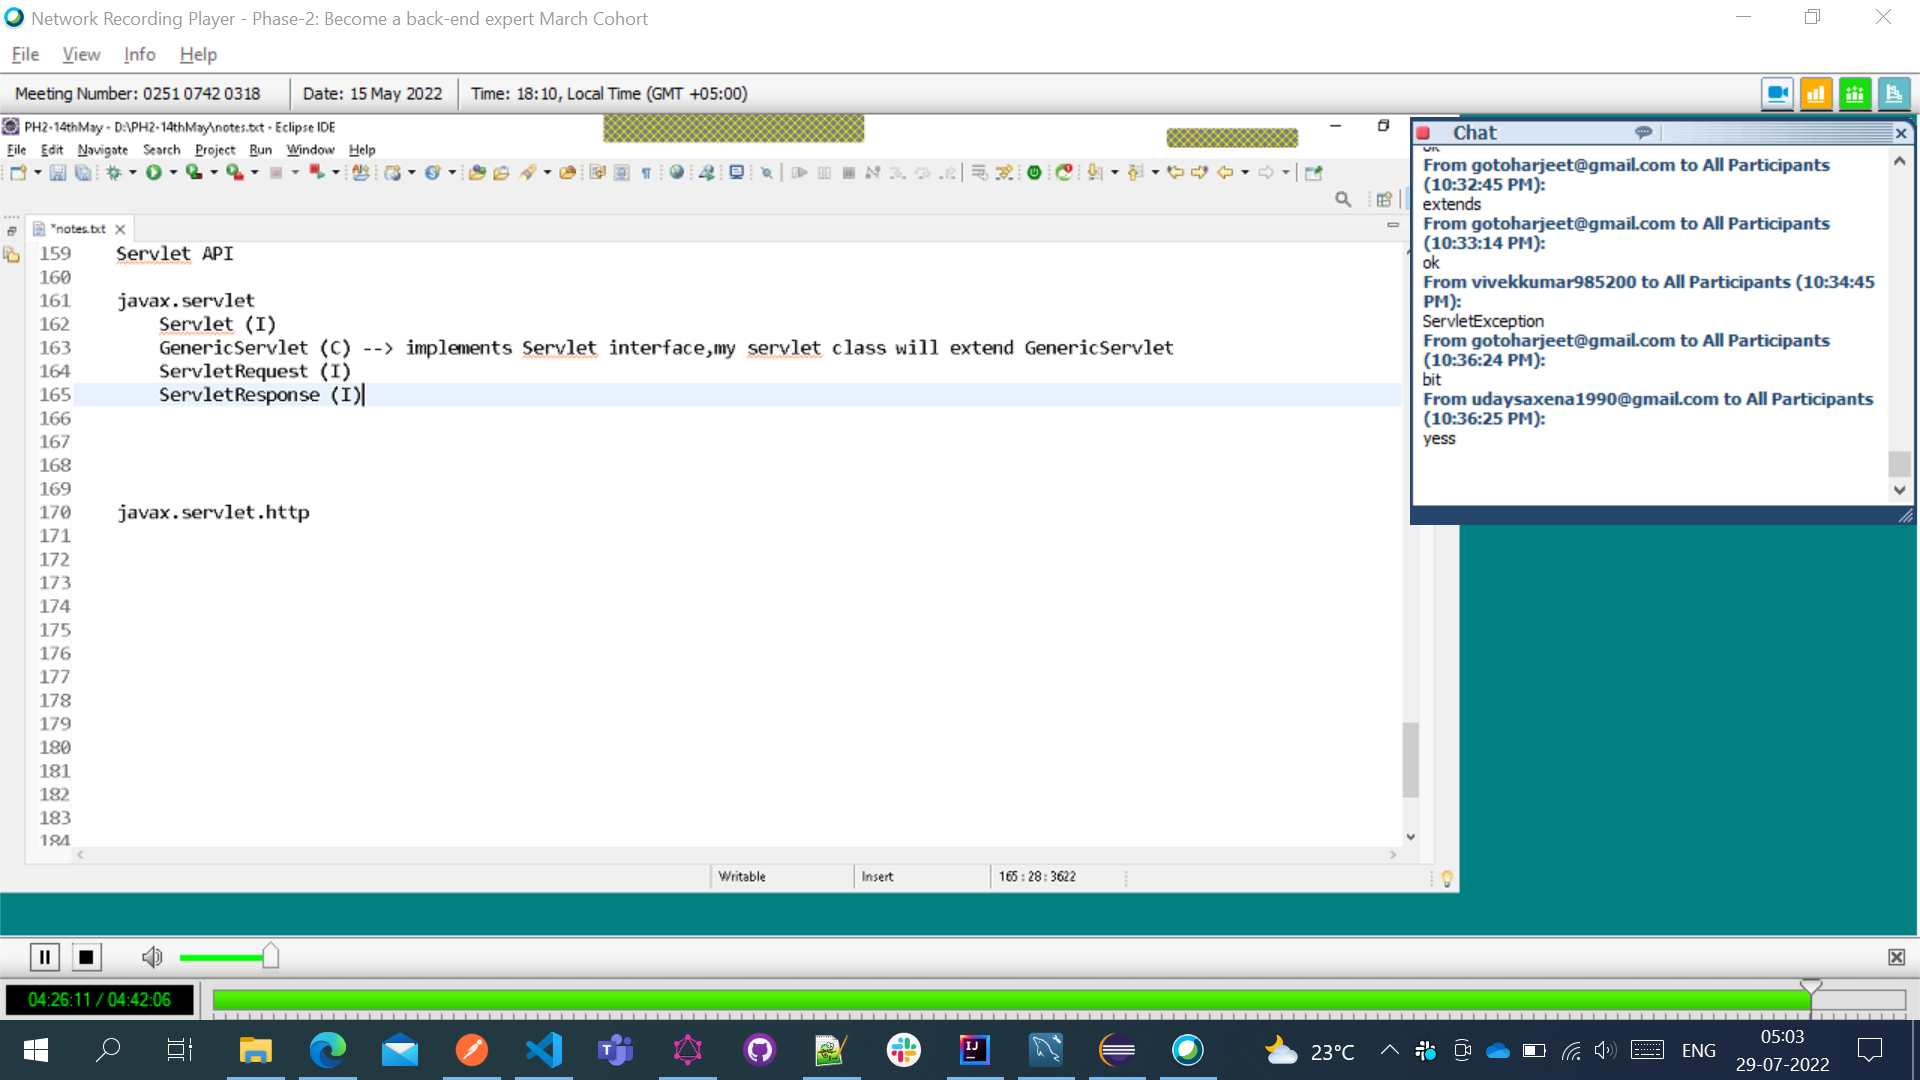 Network Recording Player - Phase-2: Become a back-end expert March Cohort
File View Info Help
Meeting Number: 0251 0742 0318 Date: 15 May 2022 Time: 18:10, Local Time (GMT +05:00)
PH2-14thMay - D:\PH2-14thMay\notes.txt - Eclipse IDE
File Edit Navigate Search Project Run Window Help
*notes.txt
159 Servlet API
160
161 javax.servlet
162 Servlet (I)
163 GenericServlet (C) --> implements Servlet interface,my servlet class will extend GenericServlet
164 ServletRequest (I)
165 ServletResponse (I)
166
167
168
169
170 javax.servlet.http
171
172
173
174
175
176
177
178
179
180
181
182
183
184
Writable Insert 165 : 28 : 3622
Chat
ok
From gotoharjeet@gmail.com to All Participants
(10:32:45 PM):
extends
From gotoharjeet@gmail.com to All Participants
(10:33:14 PM):
ok
From vivekkumar985200 to All Participants (10:34:45
PM):
ServletException
From gotoharjeet@gmail.com to All Participants
(10:36:24 PM):
bit
From udaysaxena1990@gmail.com to All Participants
(10:36:25 PM):
yess
04:26:11 / 04:42:06
23°C ENG 05:03
29-07-2022